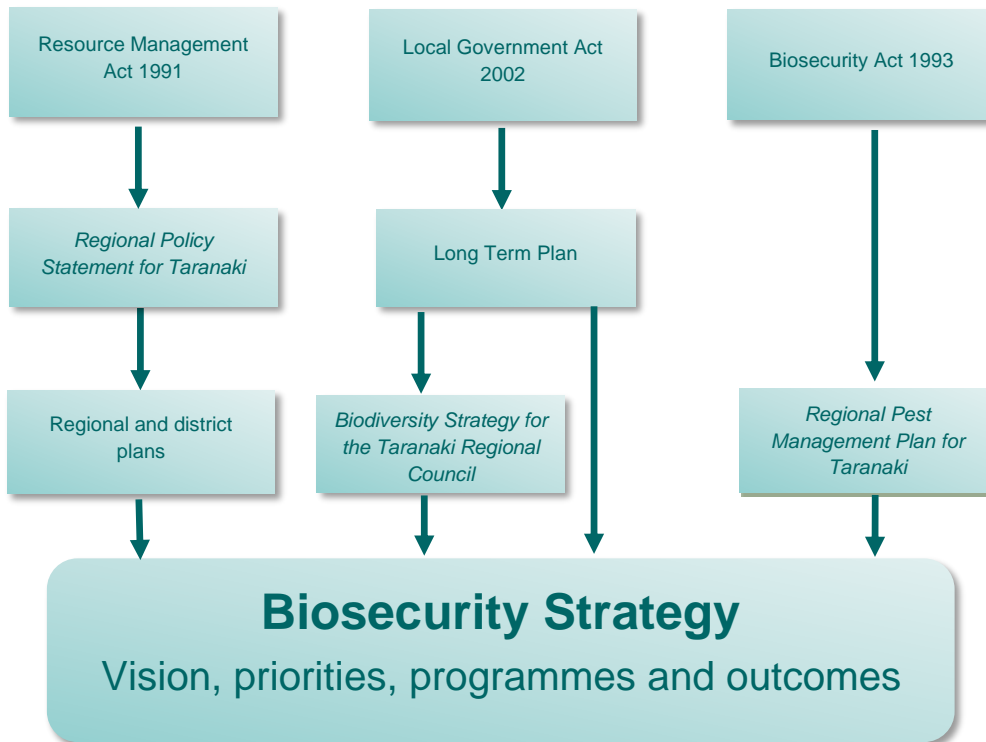 Resource Management
Act 1991
Local Government Act
2002
Biosecurity Act 1993
Regional Policy
Statement for Taranaki
Long Term Plan
Regional and district
plans
Biodiversity Strategy for
the Taranaki Regional
Council
Regional Pest
Management Plan for
Taranaki
Biosecurity Strategy
Vision, priorities, programmes and outcomes